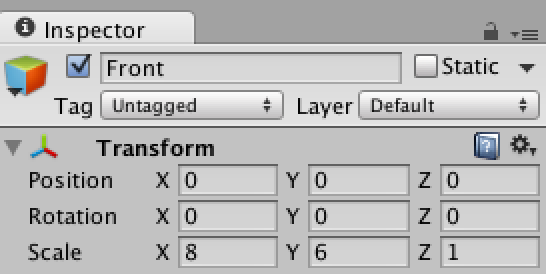 Inspector
Front Static
Tag Untagged Layer Default
Transform
Position X 0 Y 0 Z 0
Rotation X 0 Y 0 Z 0
Scale X 8 Y 6 Z 1